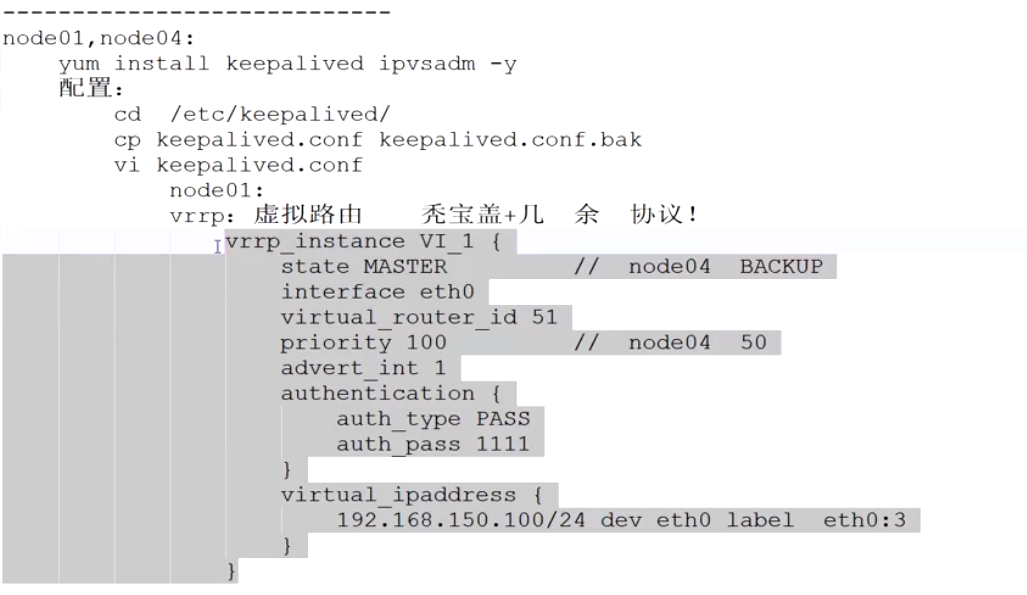 ----------------------------
node01,node04:
yum install keepalived ipvsadm -y
配置:
cd /etc/keepalived/
cp keepalived.conf keepalived.conf.bak
vi keepalived.conf
node01:
vrrp: 虚拟路由 秃宝盖+几 余 协议!
vrrp_instance VI_1 {
state MASTER // node04 BACKUP
interface eth0
virtual_router_id 51
priority 100 // node04 50
advert_int 1
authentication {
auth_type PASS
auth_pass 1111
}
virtual_ipaddress {
192.168.150.100/24 dev eth0 label eth0:3
}
}